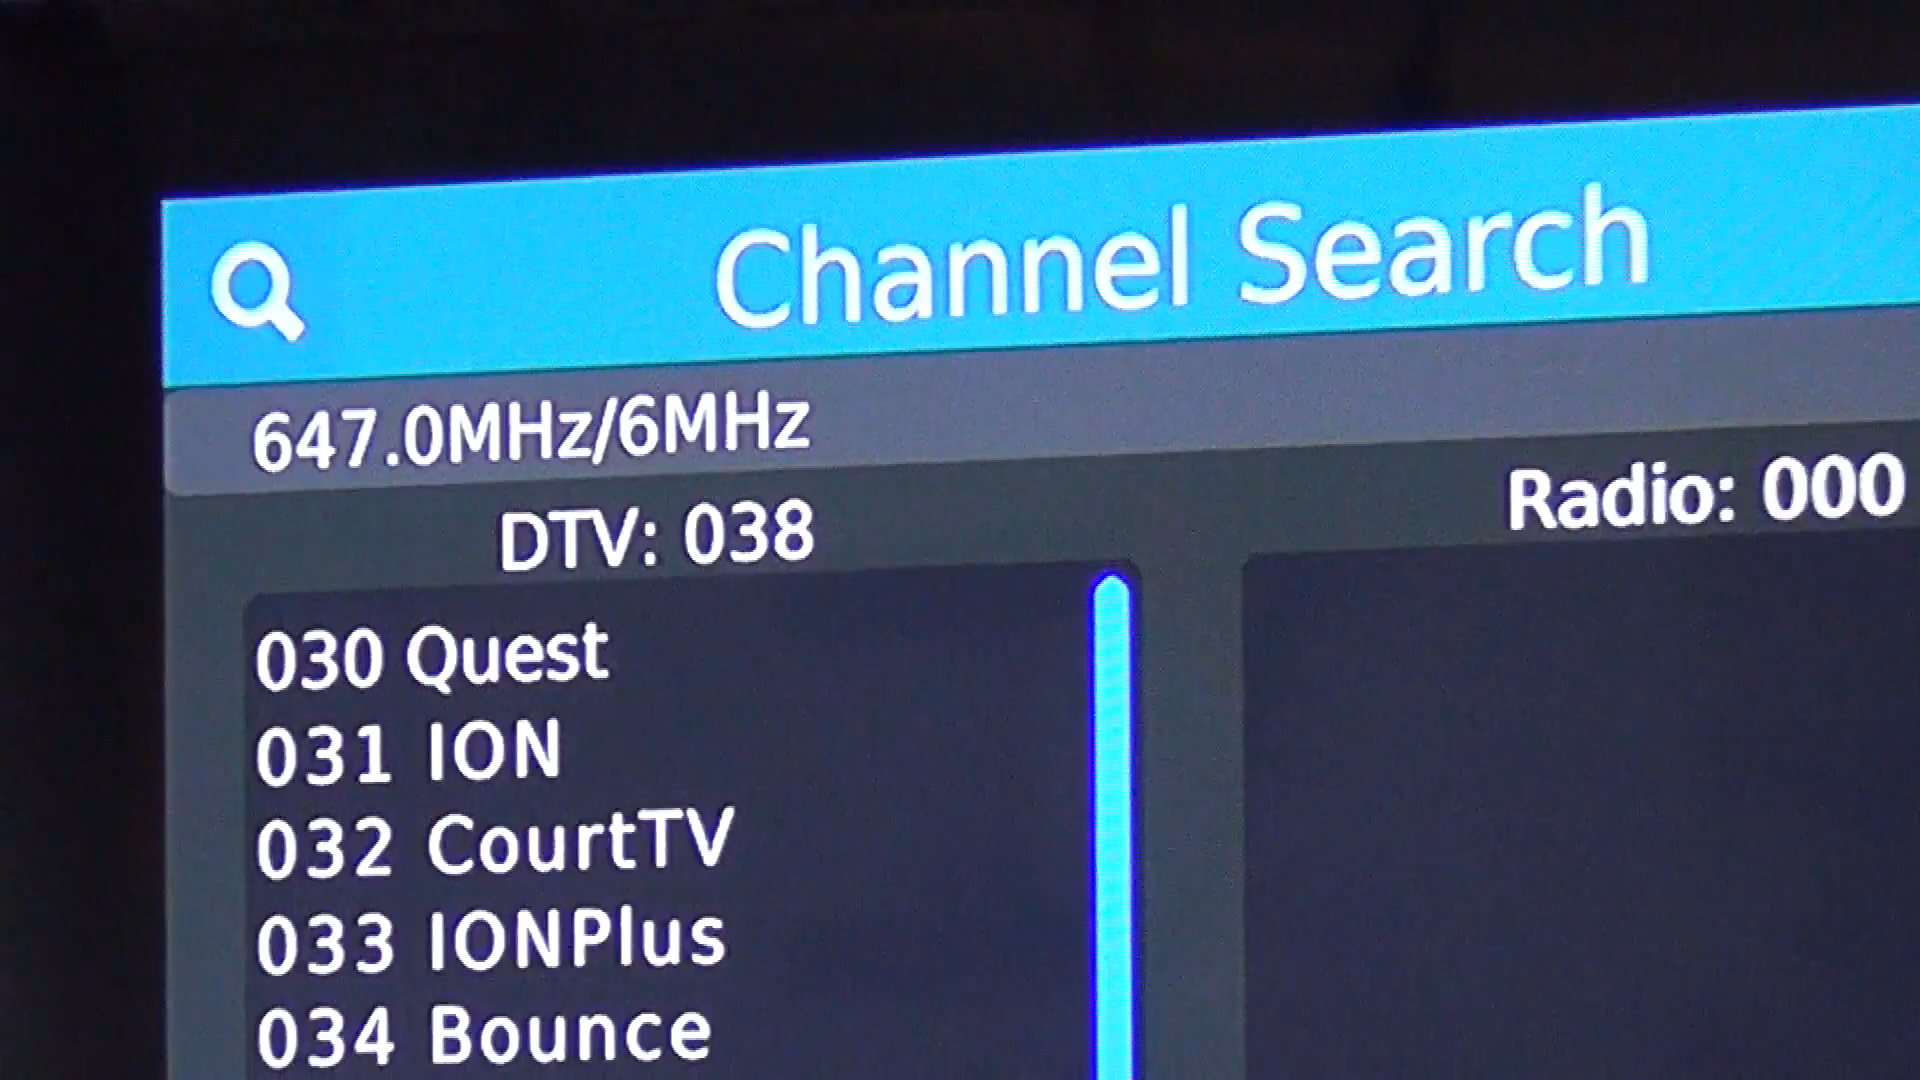 Channel Search
647.0MHz/6MHz
DTV: 038
Radio: 000
030 Quest
031 ION
032 CourtTV
033 IONPlus
034 Bounce